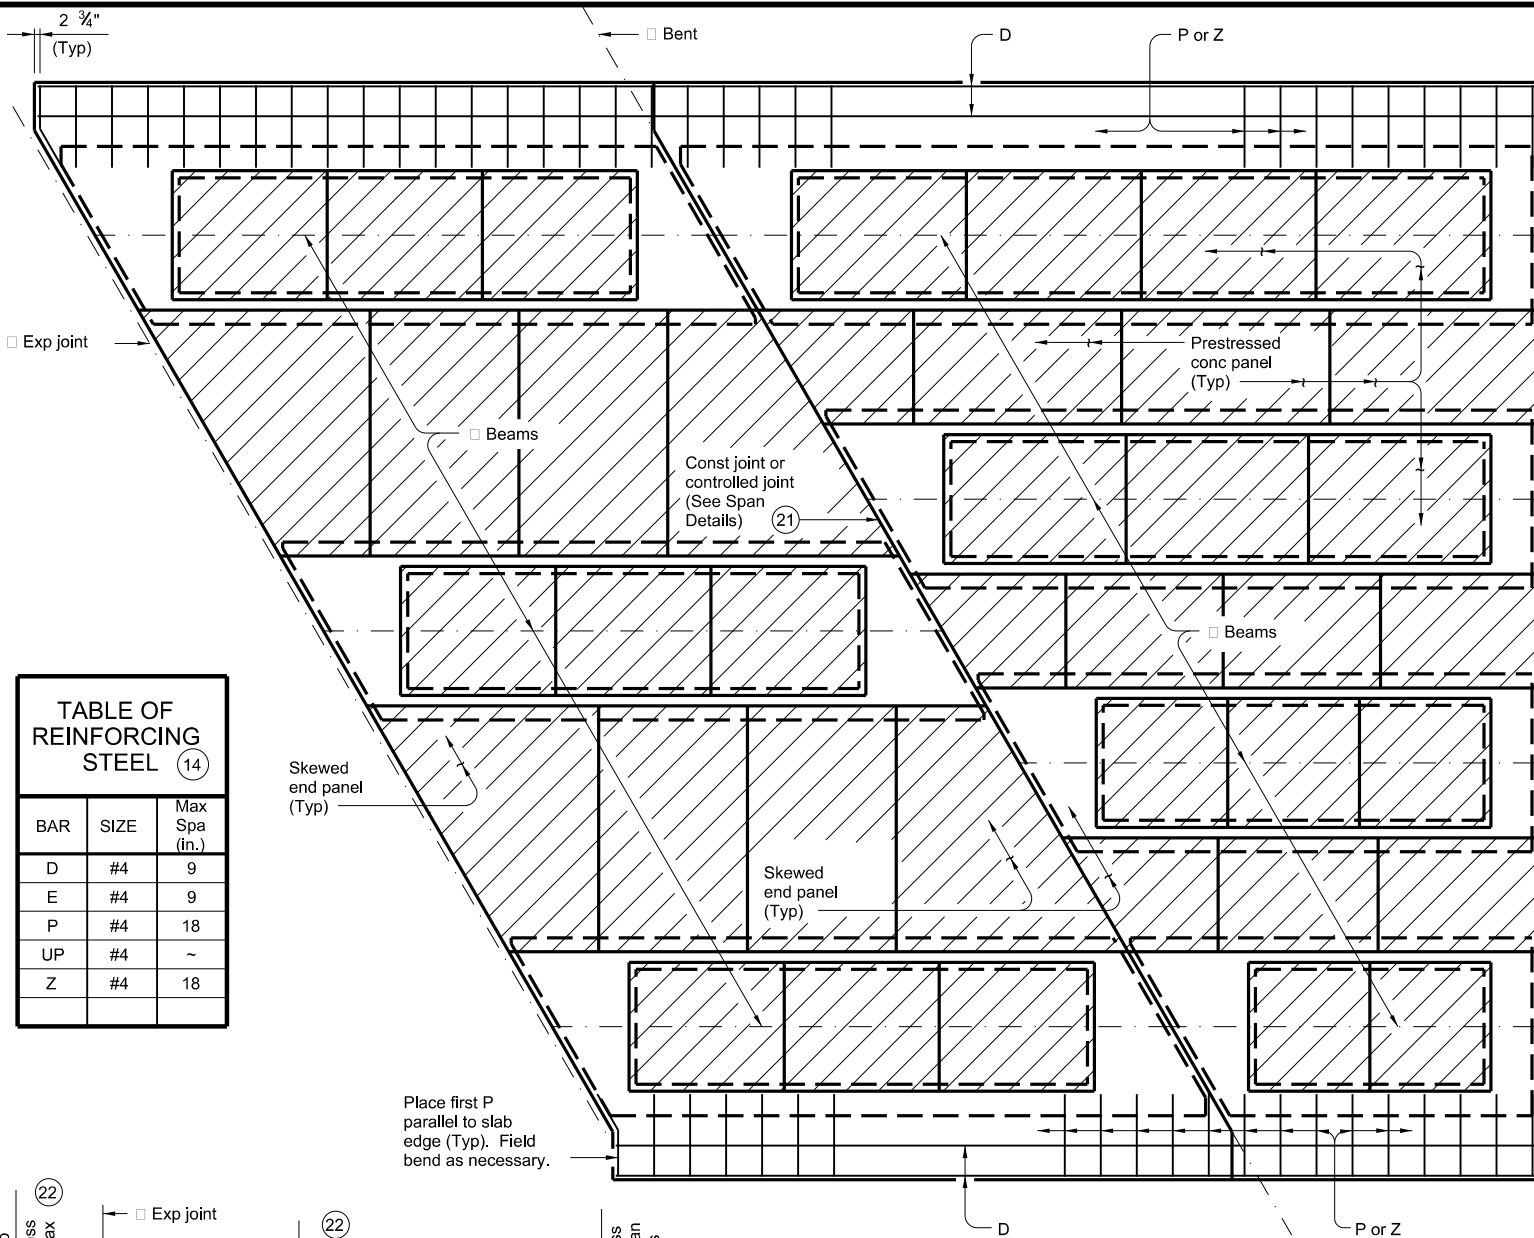 2 ¾"
(Typ)
Bent
D
P or Z
Exp joint
Prestressed
conc panel
(Typ)
Beams
Const joint or
controlled joint
(See Span
Details)
21
Beams
TABLE OF
REINFORCING
STEEL 14
BAR SIZE Max Spa (in.)
D #4 9
E #4 9
P #4 18
UP #4 ~
Z #4 18
Skewed
end panel
(Typ)
Skewed
end panel
(Typ)
Place first P
parallel to slab
edge (Typ). Field
bend as necessary.
22
Exp joint
22
D
P or Z